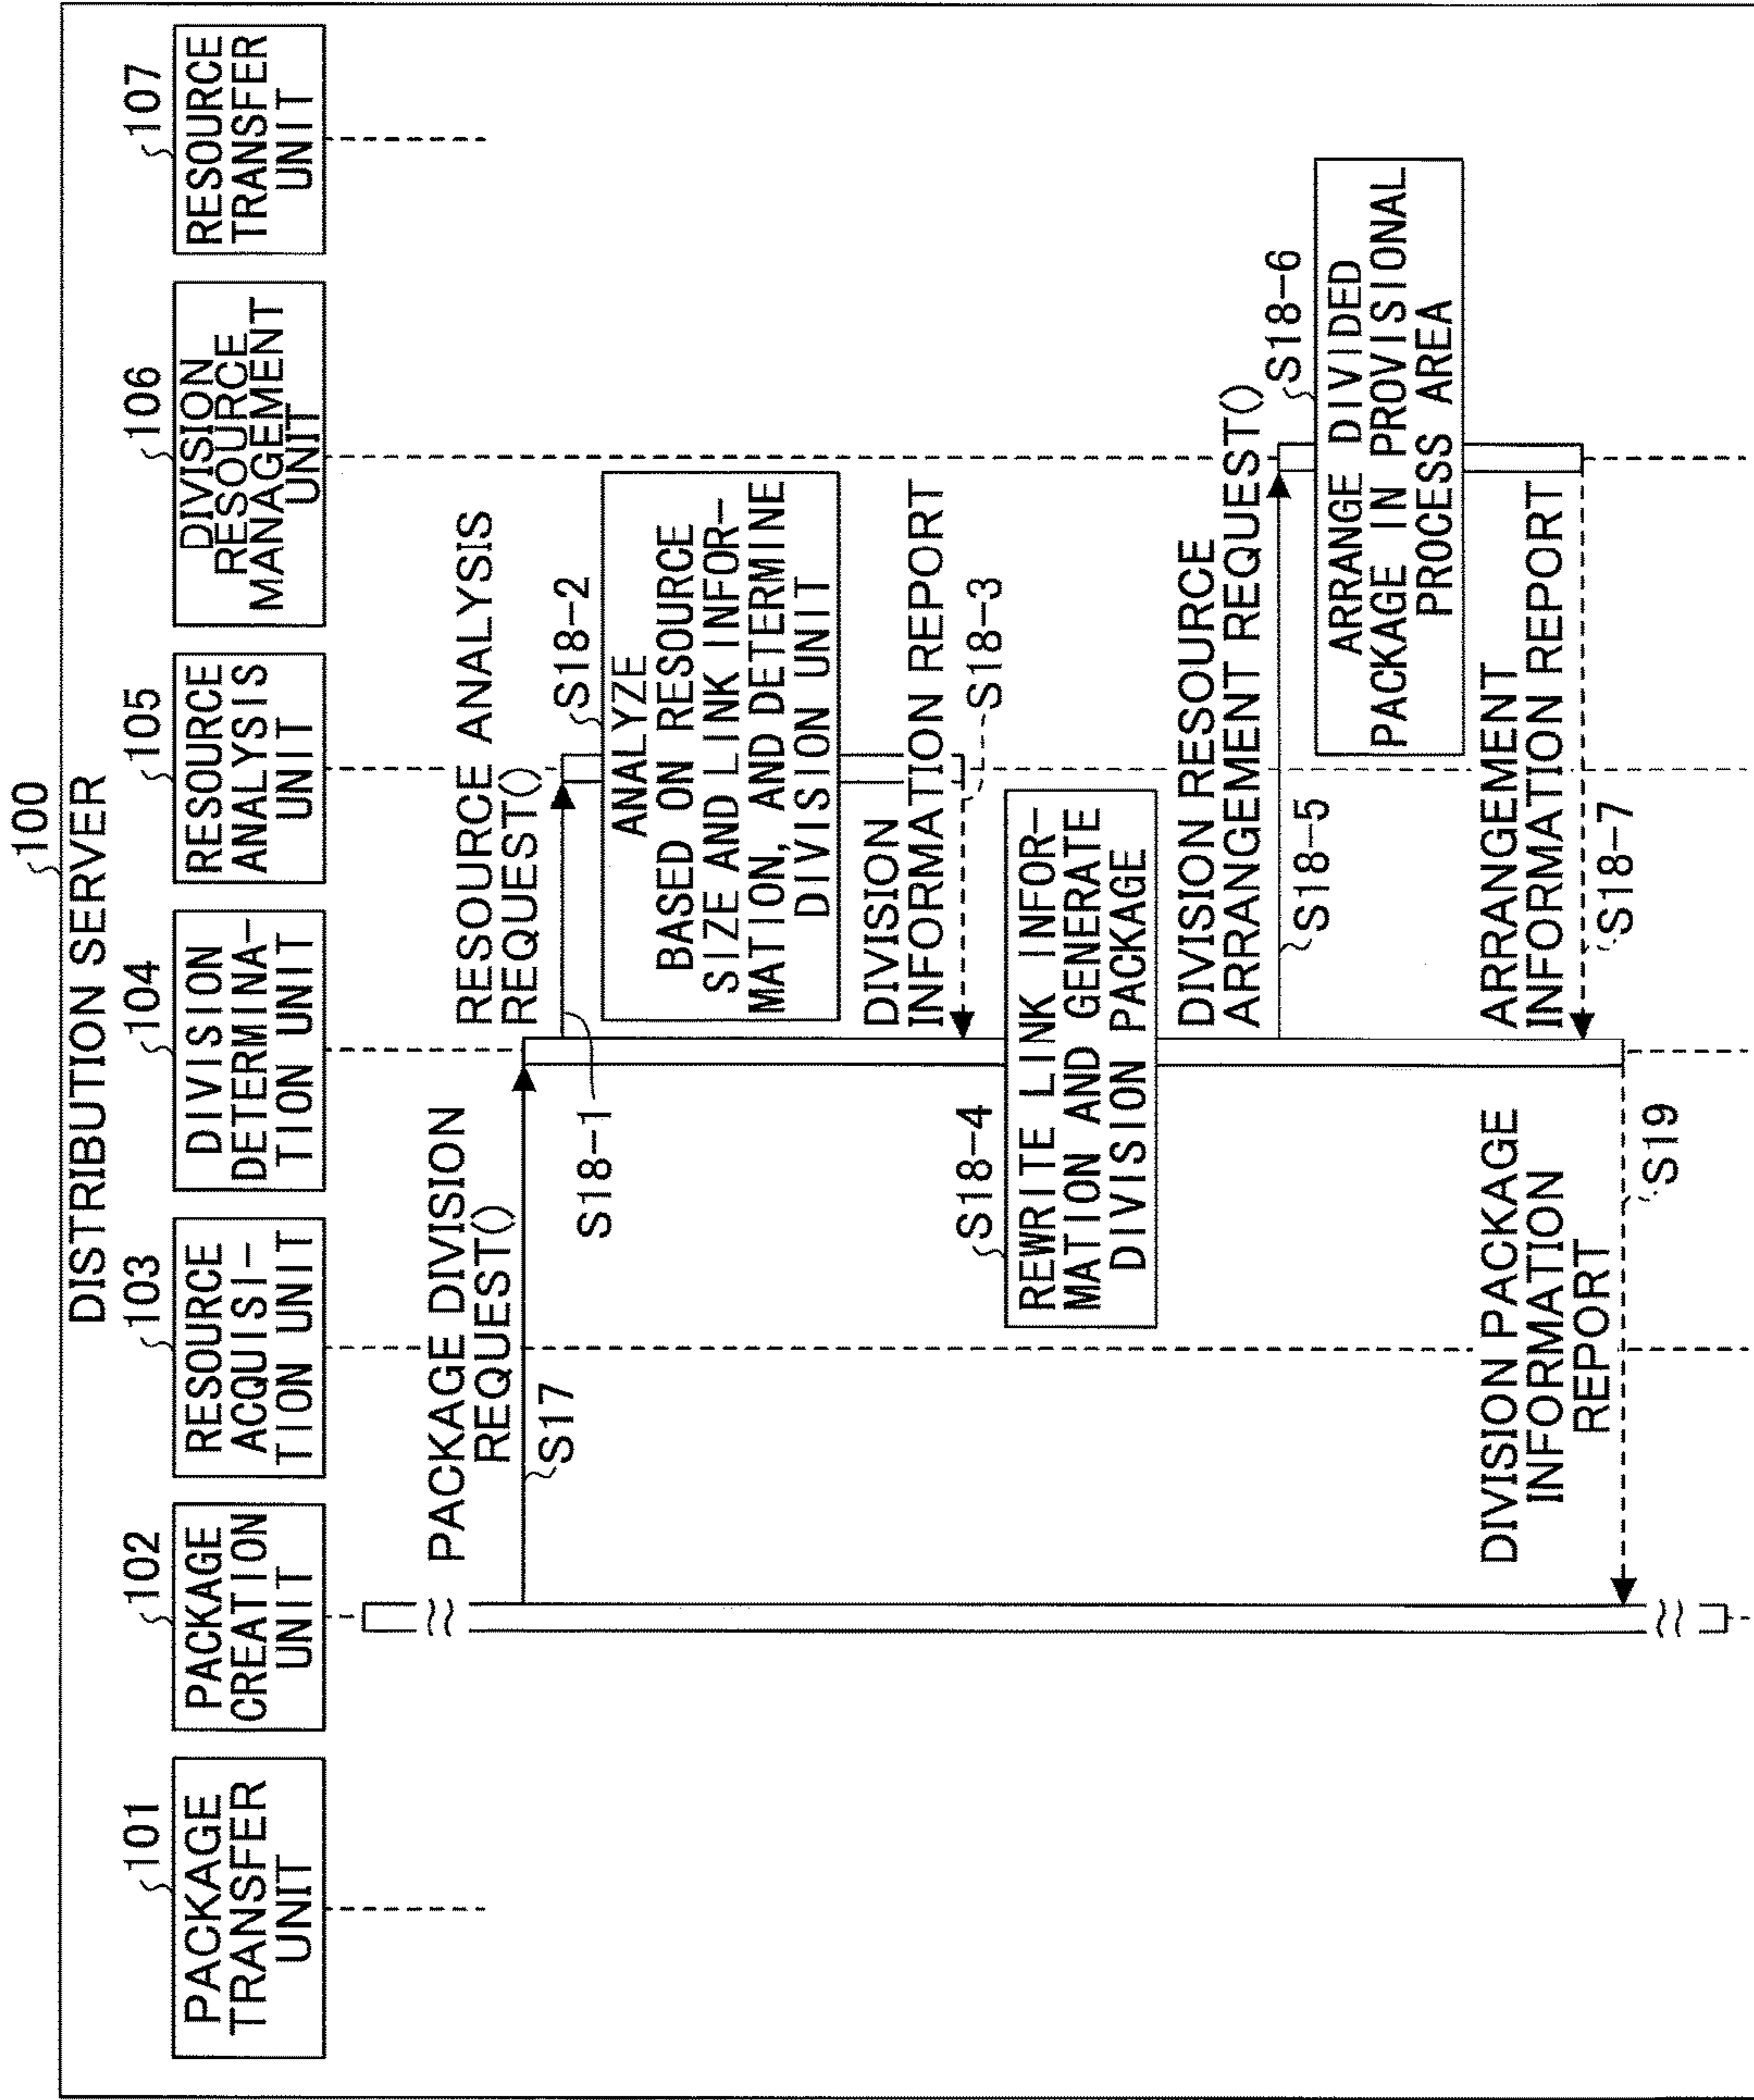 100
DISTRIBUTION SERVER
101
PACKAGE
TRANSFER
UNIT
102
PACKAGE
CREATION
UNIT
103
RESOURCE
ACQUISI-
TION UNIT
104
DIVISION
DETERMINA-
TION UNIT
105
RESOURCE
ANALYSIS
UNIT
106
DIVISION
RESOURCE
MANAGEMENT
UNIT
107
RESOURCE
TRANSFER
UNIT
PACKAGE DIVISION
REQUEST()
S17
RESOURCE ANALYSIS
REQUEST()
S18-1
S18-2
ANALYZE
BASED ON RESOURCE
SIZE AND LINK INFOR-
MATION, AND DETERMINE
DIVISION UNIT
DIVISION
INFORMATION REPORT
S18-3
S18-4
REWRITE LINK INFOR-
MATION AND GENERATE
DIVISION PACKAGE
DIVISION RESOURCE
ARRANGEMENT REQUEST()
S18-5
S18-6
ARRANGE DIVIDED
PACKAGE IN PROVISIONAL
PROCESS AREA
ARRANGEMENT
INFORMATION REPORT
S18-7
DIVISION PACKAGE
INFORMATION
REPORT
S19